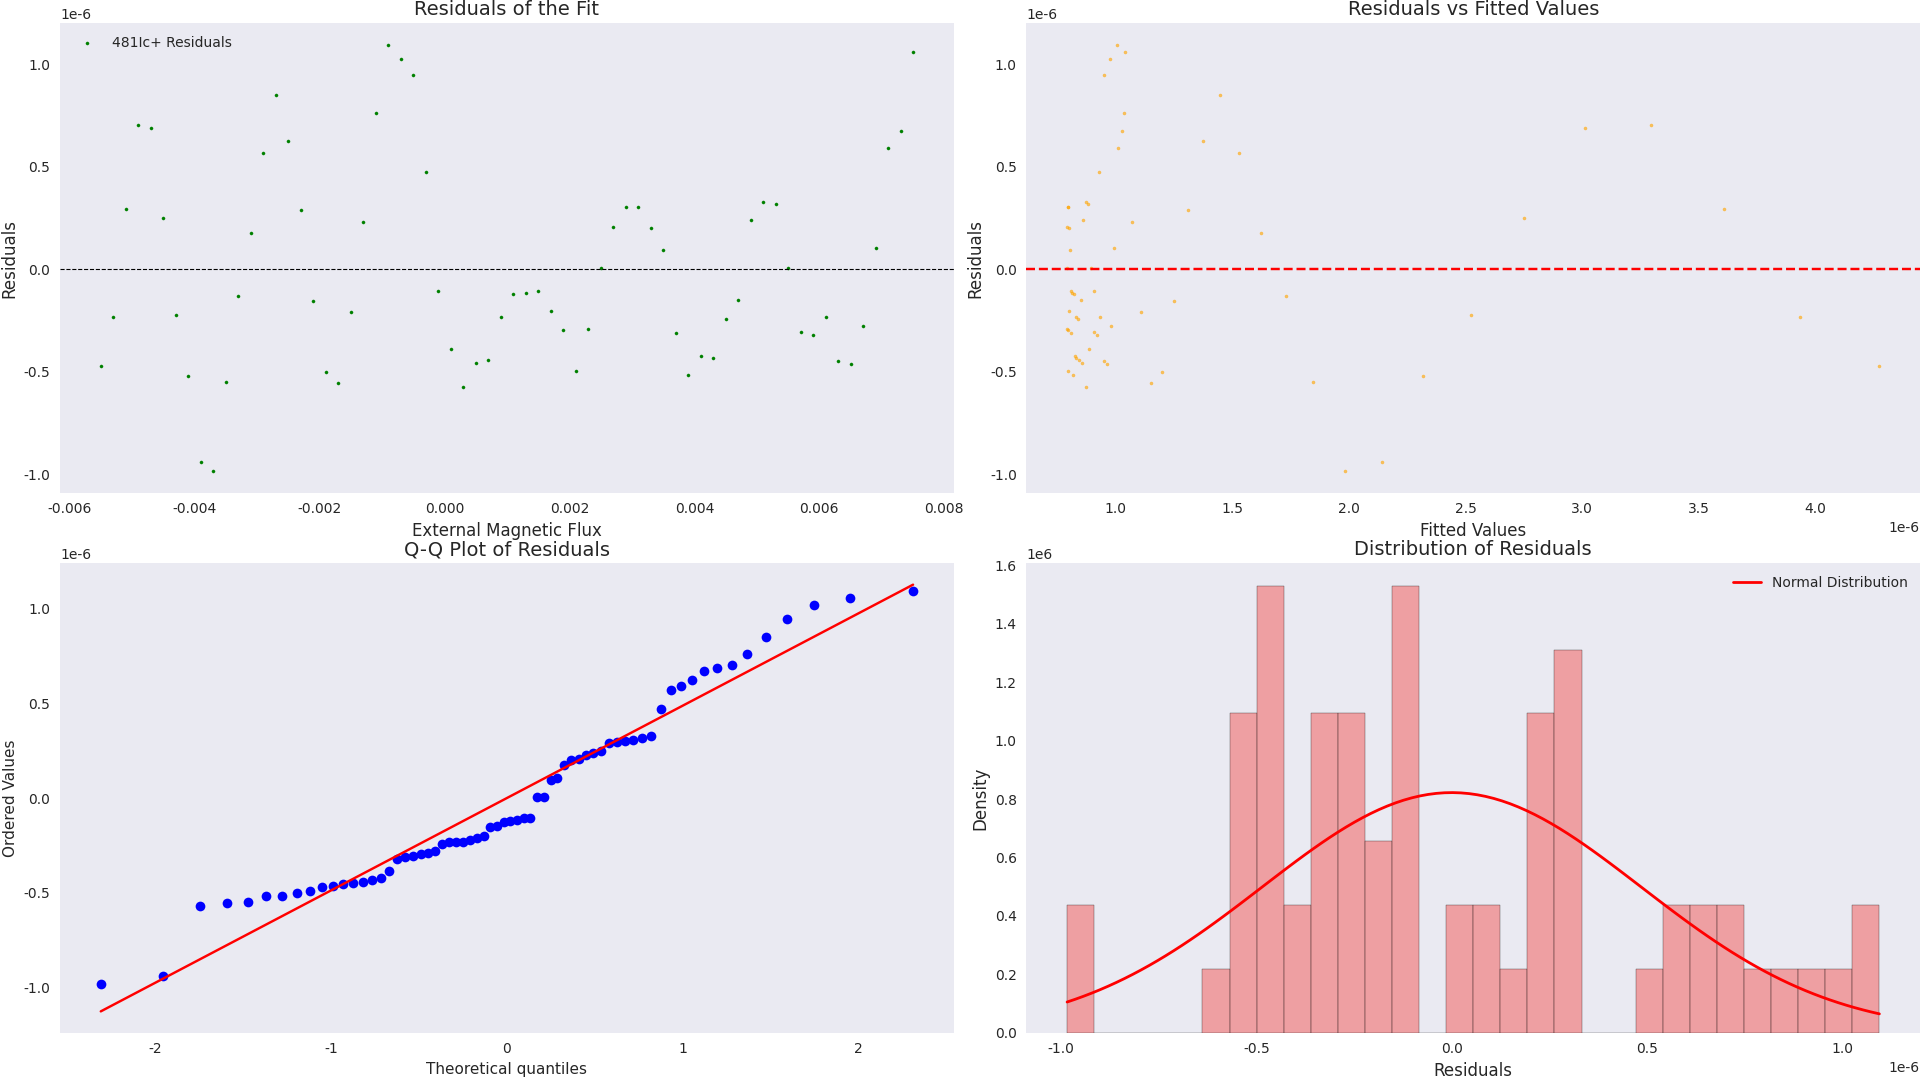 Residuals of the Fit
1e-6
481Ic+ Residuals
1.0
0.5
0.0
-0.5
-1.0
Residuals
-0.006 -0.004 -0.002 0.000 0.002 0.004 0.006 0.008
External Magnetic Flux
Residuals vs Fitted Values
1e-6
1.0
0.5
0.0
-0.5
-1.0
Residuals
1.0 1.5 2.0 2.5 3.0 3.5 4.0
1e-6
Fitted Values
Q-Q Plot of Residuals
1e-6
1.0
0.5
0.0
-0.5
-1.0
Ordered Values
-2 -1 0 1 2
Theoretical quantiles
Distribution of Residuals
1e6
Normal Distribution
1.6
1.4
1.2
1.0
0.8
0.6
0.4
0.2
0.0
Density
-1.0 -0.5 0.0 0.5 1.0
1e-6
Residuals